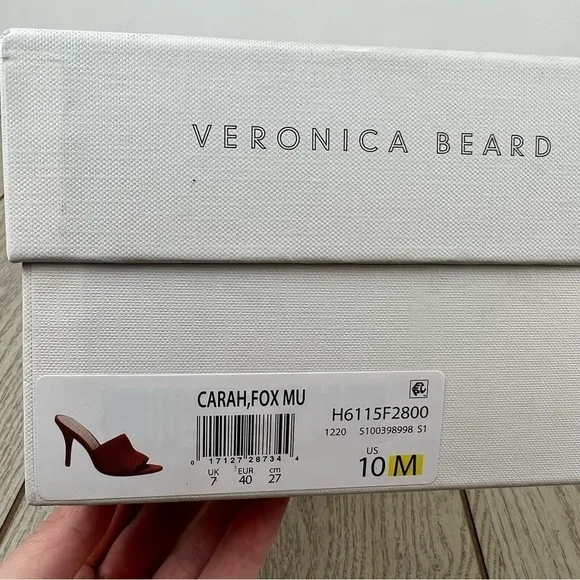 VERONICA BEARD
CARAH,FOX MU
H6115F2800
0 17127 28734 4
1220 5100398998 S1
UK EUR cm
7 40 27
US
10 M